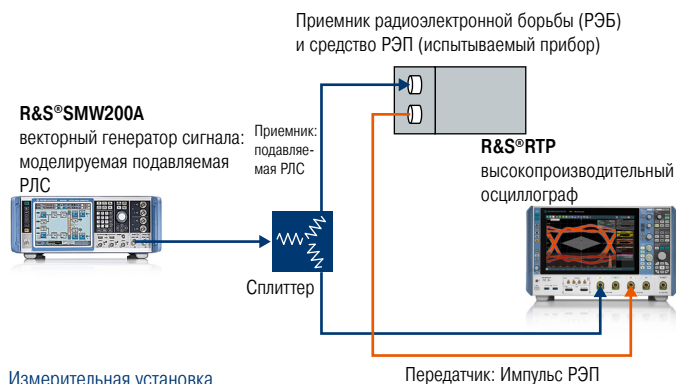 Приемник радиоэлектронной борьбы (РЭБ)
и средство РЭП (испытываемый прибор)
R&S®SMW200A
векторный генератор сигнала:
моделируемая подавляемая
РЛС
Приемник:
подавляе-
мая РЛС
R&S®RTP
высокопроизводительный
осциллограф
Сплиттер
Передатчик: Импульс РЭП
Измерительная установка